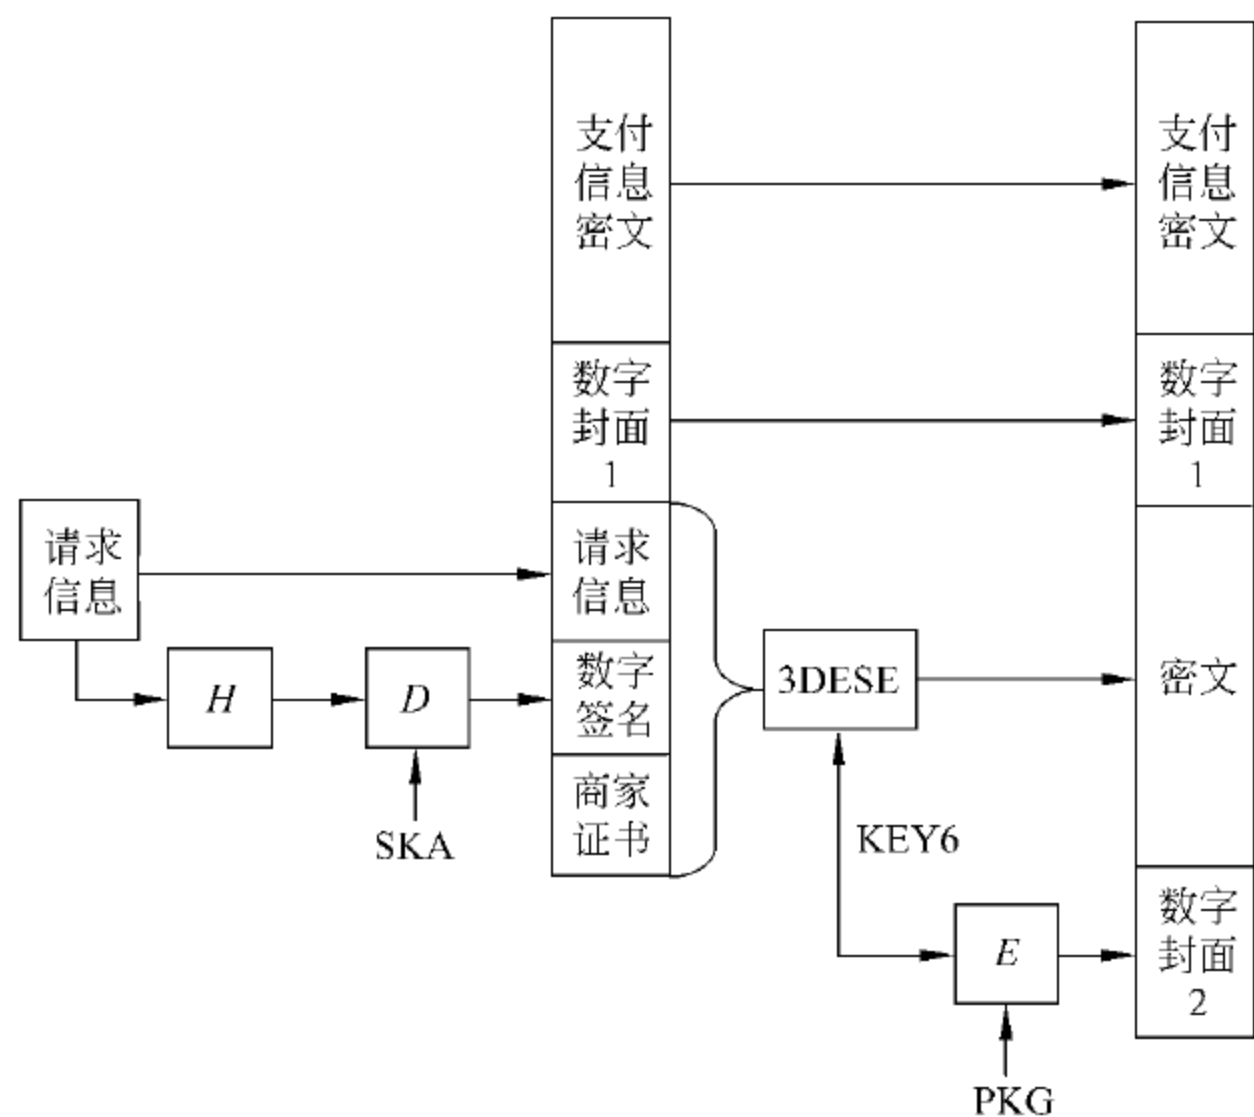 支付
信息
密文
支付
信息
密文
数字
封面
1
数字
封面
1
请求
信息
请求
信息
H
D
数字
签名
3DESE
密文
SKA
商家
证书
KEY6
E
数字
封面
2
PKG